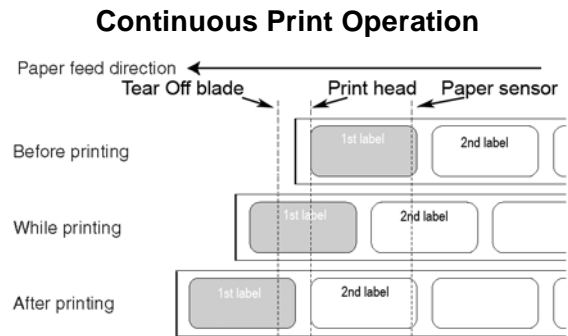 Continuous Print Operation
Paper feed direction
Tear Off blade Print head Paper sensor
Before printing 1st label 2nd label
While printing 1st label 2nd label
After printing 1st label 2nd label